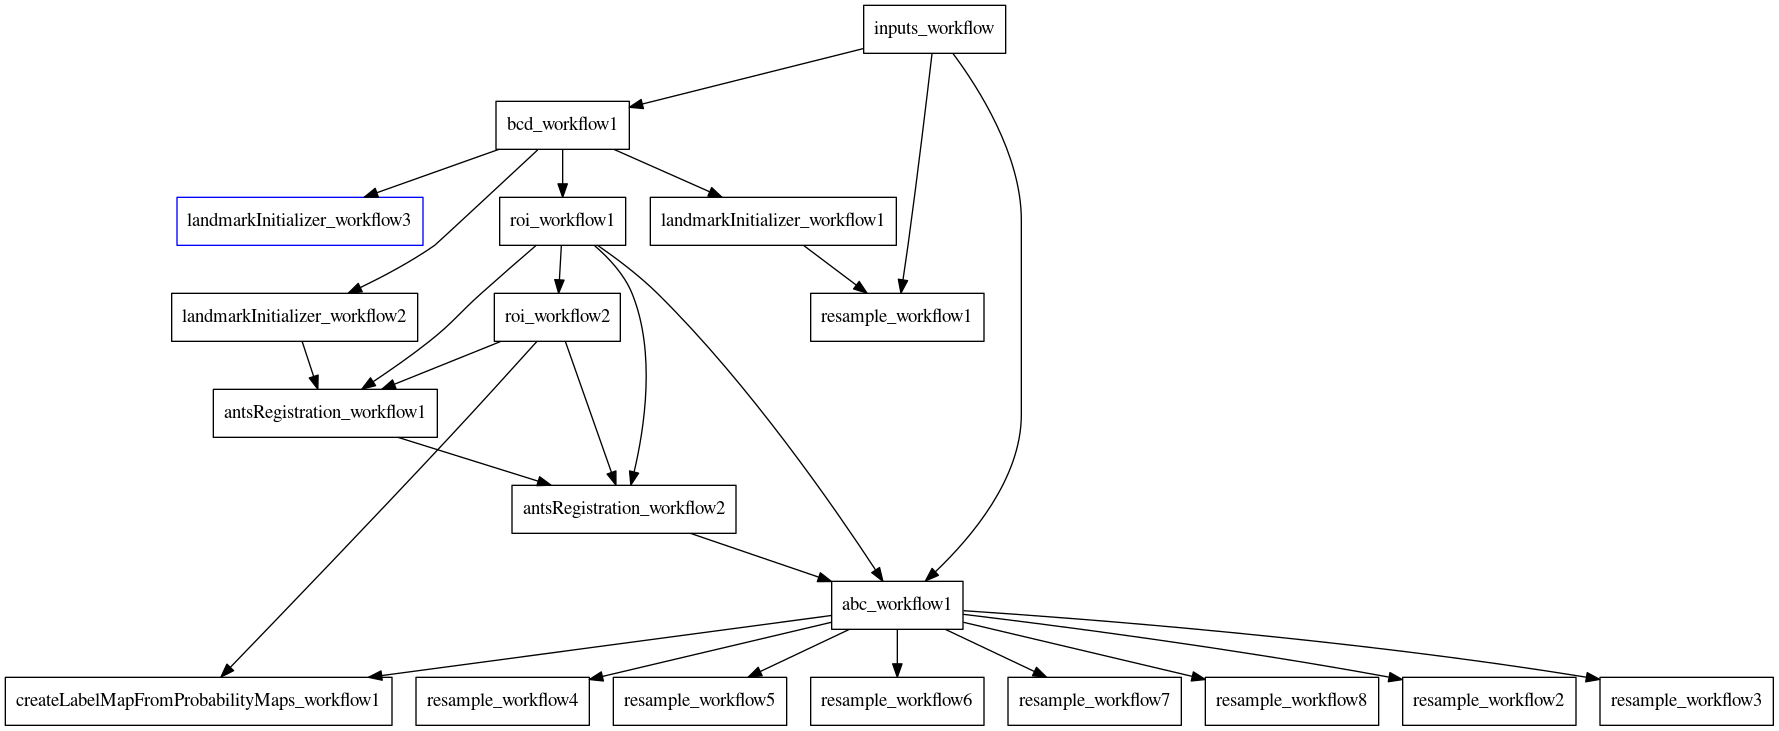 inputs_workflow
bcd_workflow1
landmarkInitializer_workflow3
roi_workflow1
landmarkInitializer_workflow1
landmarkInitializer_workflow2
roi_workflow2
resample_workflow1
antsRegistration_workflow1
antsRegistration_workflow2
abc_workflow1
createLabelMapFromProbabilityMaps_workflow1
resample_workflow4
resample_workflow5
resample_workflow6
resample_workflow7
resample_workflow8
resample_workflow2
resample_workflow3